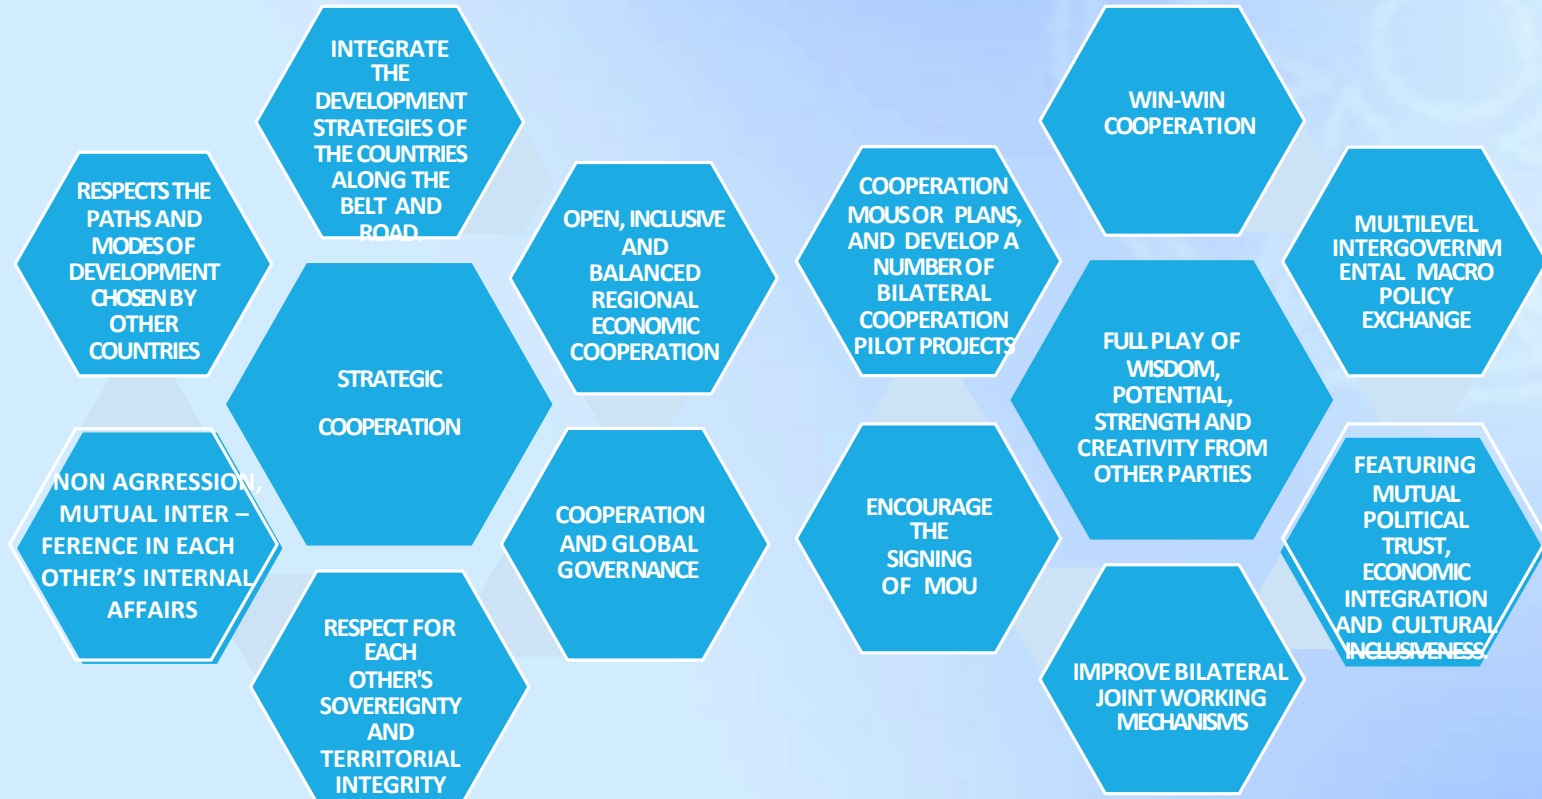 INTEGRATE
THE
DEVELOPMENT
STRATEGIES OF
THE COUNTRIES
ALONG THE
BELT AND
ROAD.
RESPECTS THE
PATHS AND
MODES OF
DEVELOPMENT
CHOSEN BY
OTHER
COUNTRIES
OPEN, INCLUSIVE
AND
BALANCED
REGIONAL
ECONOMIC
COOPERATION
STRATEGIC
COOPERATION
NON AGRRESSION,
MUTUAL INTER –
FERENCE IN EACH
OTHER'S INTERNAL
AFFAIRS
COOPERATION
AND GLOBAL
GOVERNANCE
RESPECT FOR
EACH
OTHER'S
SOVEREIGNTY
AND
TERRITORIAL
INTEGRITY
WIN-WIN
COOPERATION
COOPERATION
MOUS OR PLANS,
AND DEVELOP A
NUMBER OF
BILATERAL
COOPERATION
PILOT PROJECTS
MULTILEVEL
INTERGOVERNM
ENTAL MACRO
POLICY
EXCHANGE
FULL PLAY OF
WISDOM,
POTENTIAL,
STRENGTH AND
CREATIVITY FROM
OTHER PARTIES
ENCOURAGE
THE
SIGNING
OF MOU
FEATURING
MUTUAL
POLITICAL
TRUST,
ECONOMIC
INTEGRATION
AND CULTURAL
INCLUSIVENESS.
IMPROVE BILATERAL
JOINT WORKING
MECHANISMS